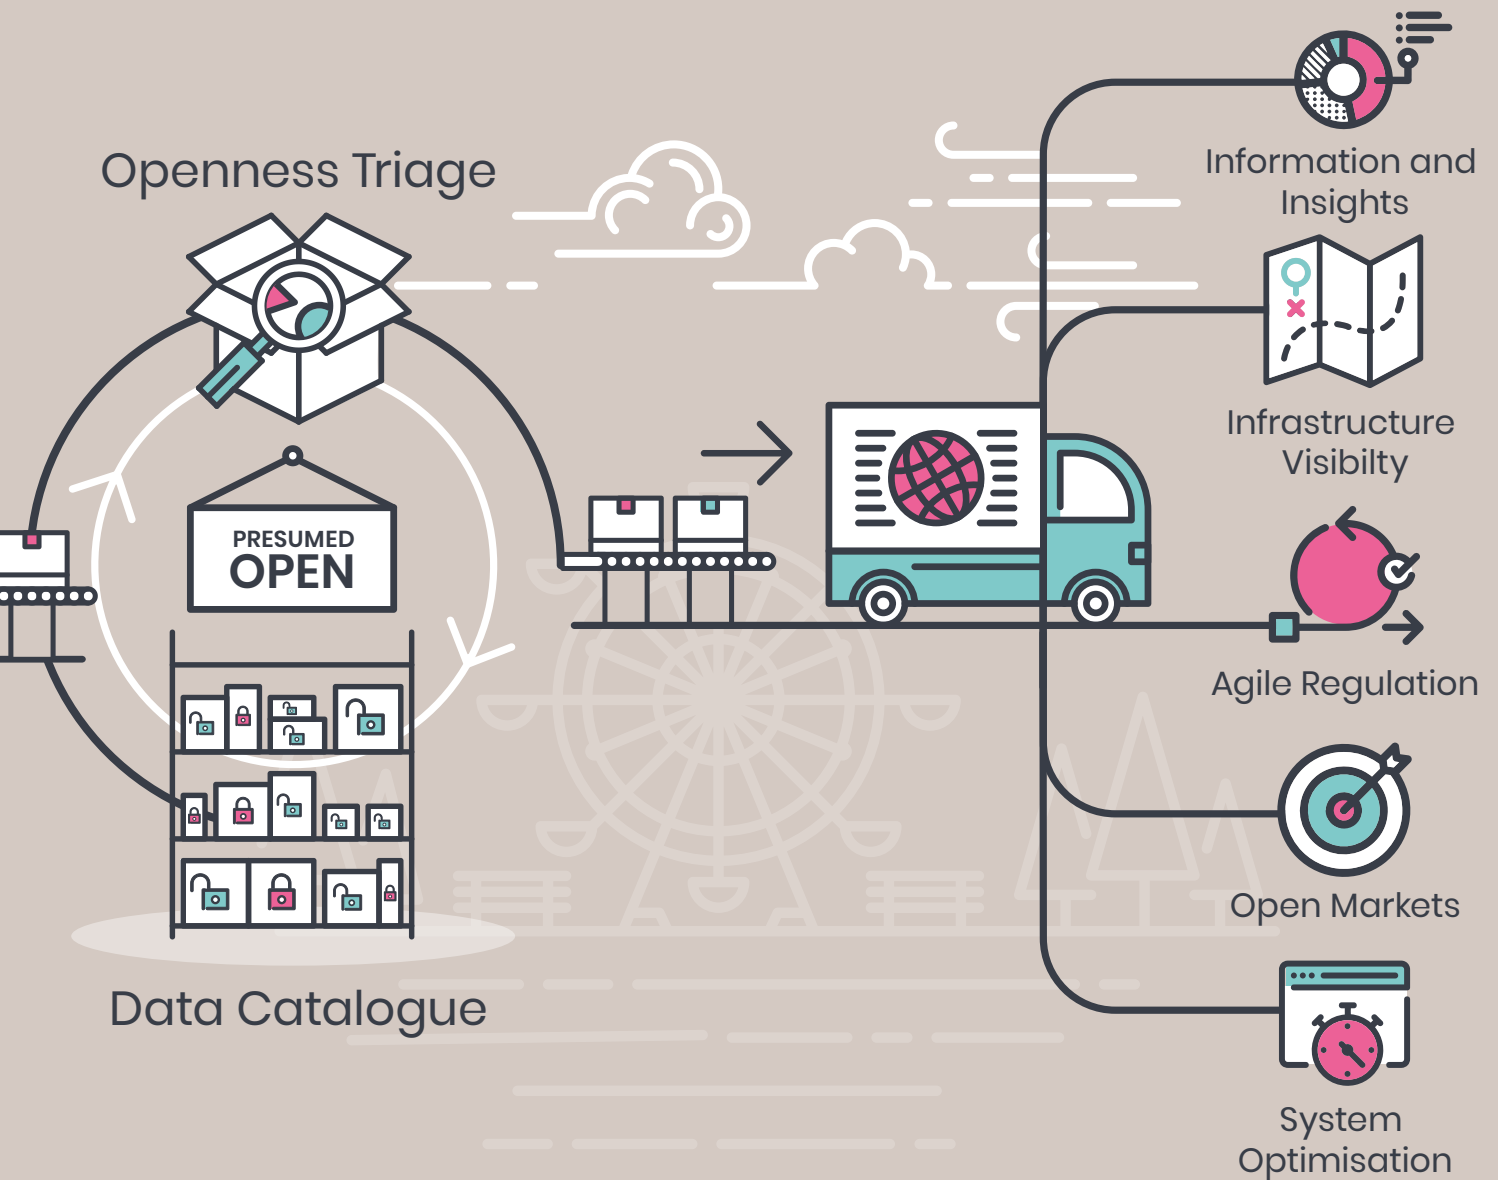 Openness Triage
PRESUMED
OPEN
Data Catalogue
Information and
Insights
Infrastructure
Visibilty
Agile Regulation
Open Markets
System
Optimisation